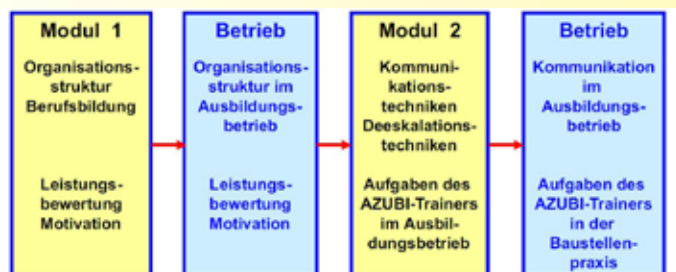 Modul 1
Organisations-
struktur
Berufsbildung
Leistungs-
bewertung
Motivation
Betrieb
Organisations-
struktur im
Ausbildungs-
betrieb
Leistungs-
bewertung
Motivation
Modul 2
Kommuni-
kations-
techniken
Deeskalations-
techniken
Aufgaben des
AZUBI-Trainers
im Ausbil-
dungsbetrieb
Betrieb
Kommunikation
im
Ausbildungs-
betrieb
Aufgaben des
AZUBI-Trainers
in der
Baustellen-
praxis